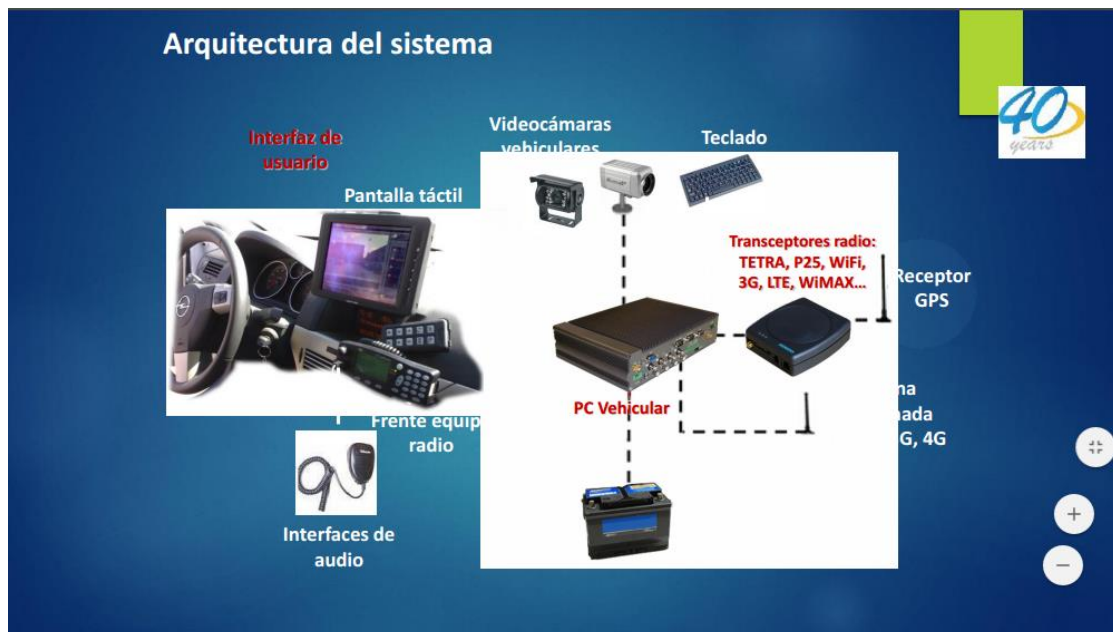 Arquitectura del sistema
40
years
Interfaz de
usuario
Videocámaras
vehiculares
Teclado
Pantalla táctil
Transceptores radio:
TETRA, P25, WiFi,
3G, LTE, WiMAX...
Receptor
GPS
PC Vehicular
Frente equip
radio
G, 4G
Interfaces de
audio